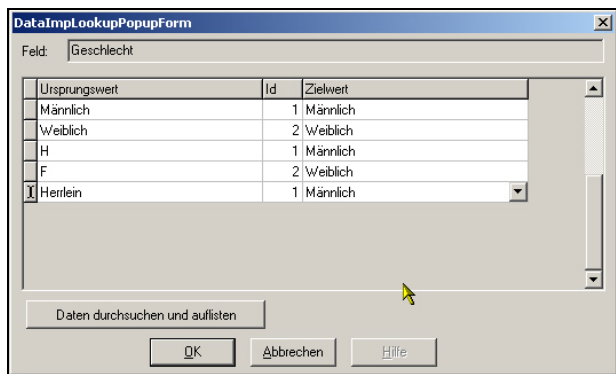 DataImpLookupPopupForm
Feld: Geschlecht
Ursprungswert Id Zielwert
Männlich 1 Männlich
Weiblich 2 Weiblich
H 1 Männlich
F 2 Weiblich
Herrlein 1 Männlich
Daten durchsuchen und auflisten
OK Abbrechen Hilfe